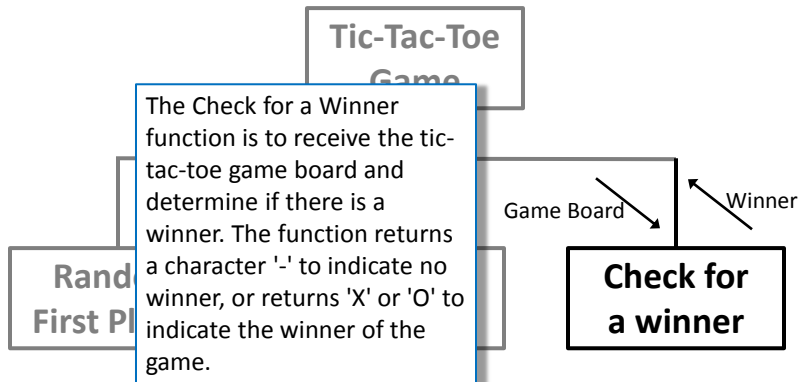 Tic-Tac-Toe
Game
The Check for a Winner
function is to receive the tic-
tac-toe game board and
determine if there is a
winner. The function returns
a character '-' to indicate no
winner, or returns 'X' or 'O' to
indicate the winner of the
game.
Game Board
Winner
First
Check for
a winner